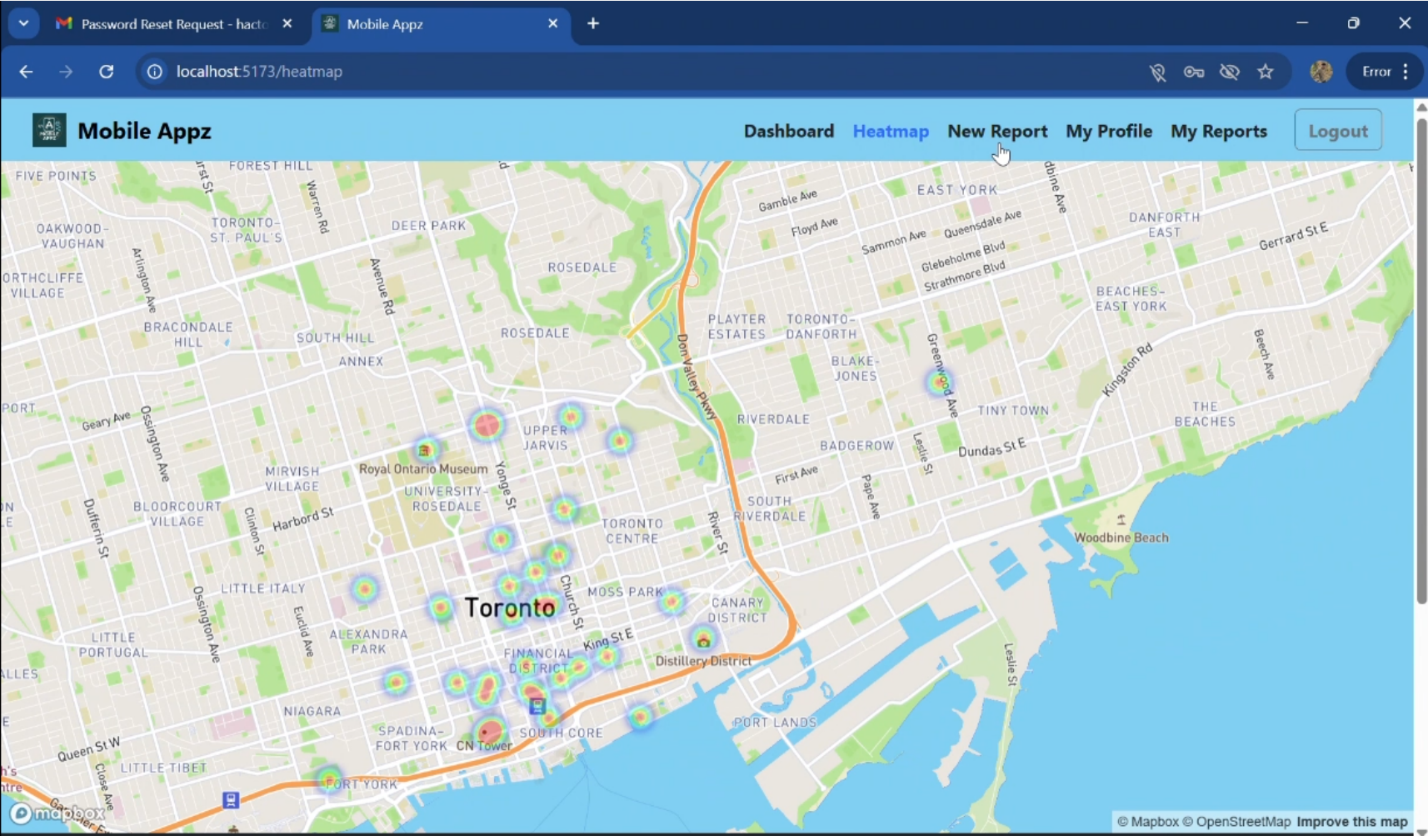 Password Reset Request - hacto
Mobile Appz
localhost:5173/heatmap
Error
Mobile Appz
Dashboard
Heatmap
New Report
My Profile
My Reports
Logout
FIVE POINTS
FOREST HILL
Warren Rd
DEER PARK
OAKWOOD-
VAUGHAN
TORONTO-
ST. PAUL'S
Arlington Ave
Avenue Rd
ROSEDALE
Gamble Ave
Floyd Ave
EAST YORK
Sammon Ave
Queensdale Ave
Glebeholme Blvd
Strathmore Blvd
dbine Ave
DANFORTH
EAST
Gerrard St E
ORTHCLIFFE
VILLAGE
BRACONDALE
HILL
SOUTH HILL
ANNEX
ROSEDALE
Don Valley Pkwy
PLAYTER
ESTATES
TORONTO-
DANFORTH
BEACHES-
EAST YORK
BLAKE-
JONES
Greenwood Ave
Kingston Rd
Beech Ave
PORT
Geary Ave
Ossington Ave
UPPER
JARVIS
RIVERDALE
TINY TOWN
THE
BEACHES
BADGEROW
Leslie St
Dundas St E
Royal Ontario Museum
Yonge St
MIRVISH
VILLAGE
UNIVERSITY-
ROSEDALE
First Ave
Pape Ave
Dufferin St
BLOORCOURT
VILLAGE
Clinton St
Harbord St
TORONTO
CENTRE
River St
SOUTH
RIVERDALE
Woodbine Beach
LITTLE ITALY
Ossington Ave
Euclid Ave
Toronto
Church St
MOSS PARK
CANARY
DISTRICT
LITTLE
PORTUGAL
ALEXANDRA
PARK
King St E
FINANCIAL
DISTRICT
Distillery District
Leslie St
ALLES
NIAGARA
SPADINA-
FORT YORK
CN Tower
SOUTH CORE
PORT LANDS
Queen St W
LITTLE TIBET
Close Ave
FORT YORK
mapbox
© Mapbox © OpenStreetMap Improve this map